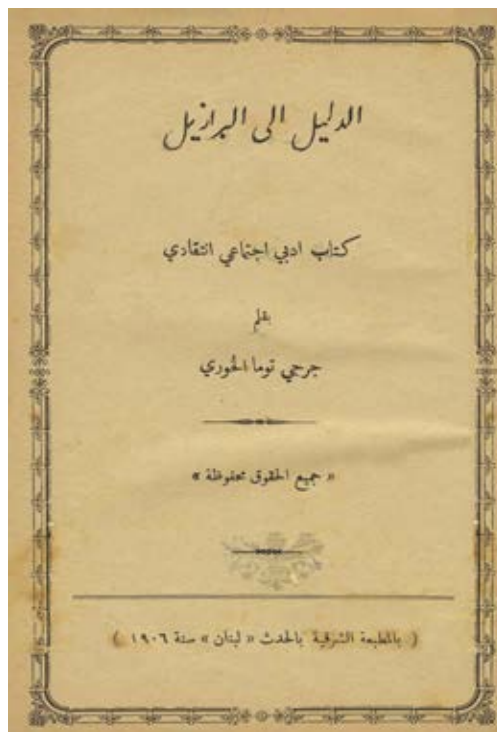 الدليل الى البرازيل
كتاب ادبي اجتماعي انتقادي
بقلم
جرجي توما الخوري
« جميع الحقوق محفوظة »
( بالمطبعة الشرقية بالحدث « لبنان » سنة ١٩٠٦ )